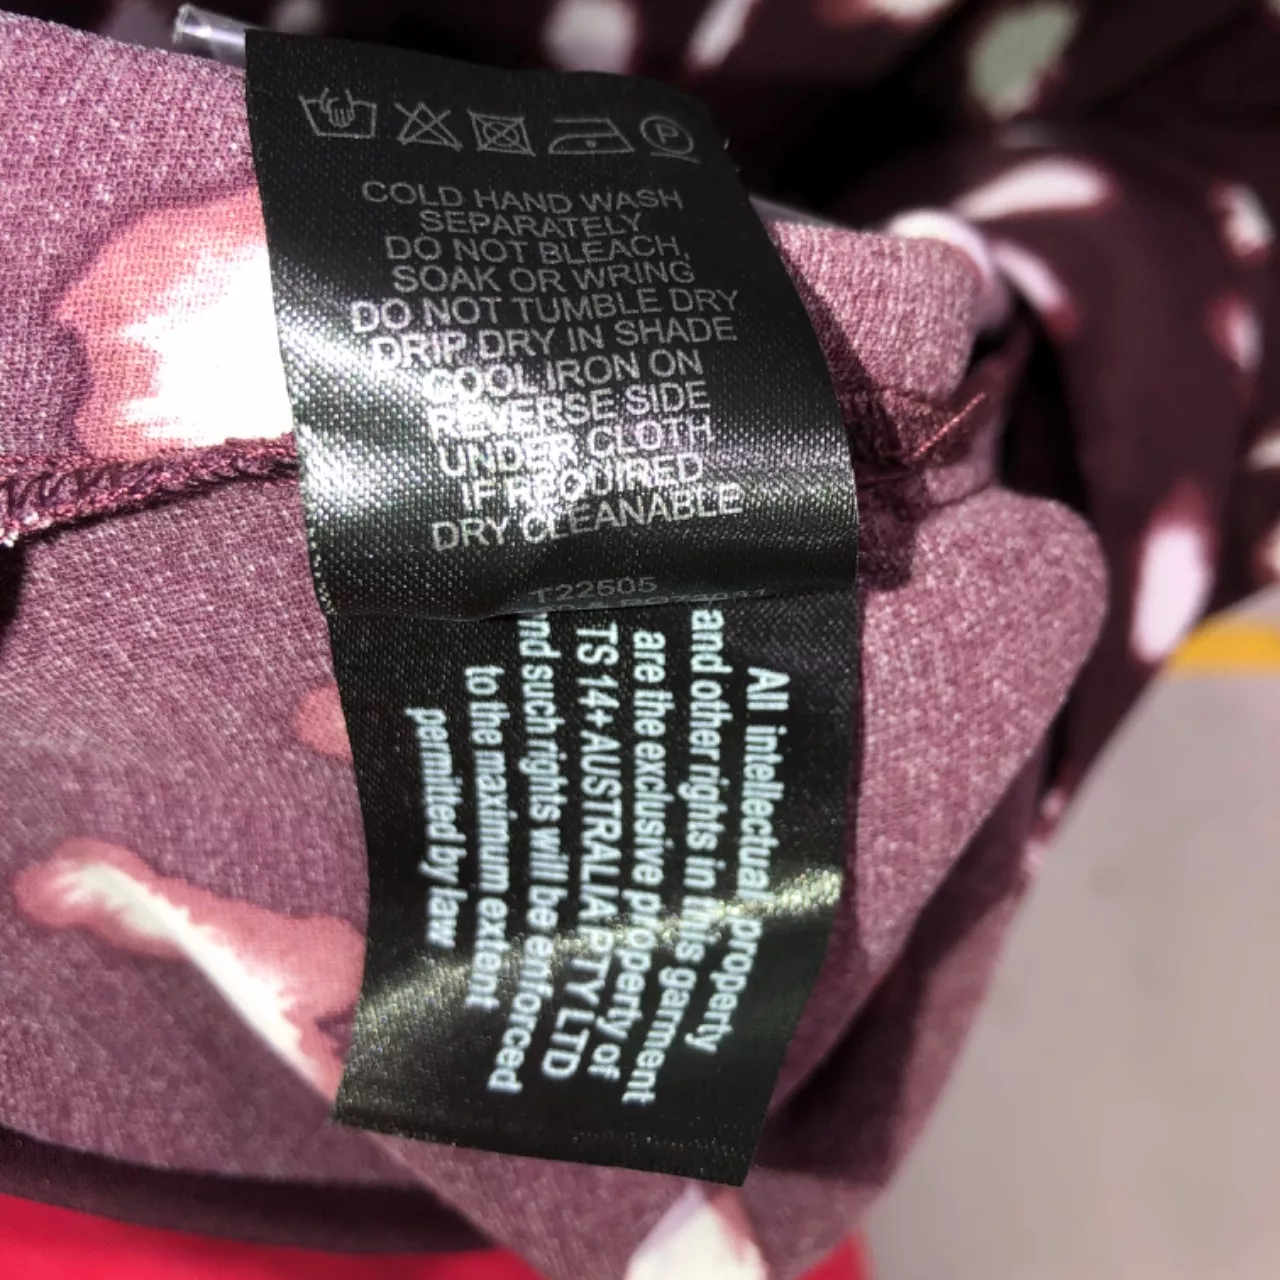 P
COLD HAND WASH
SEPARATELY
DO NOT BLEACH,
SOAK OR WRING
DO NOT TUMBLE DRY
DRIP DRY IN SHADE
COOL IRON ON
REVERSE SIDE
UNDER CLOTH
IF REQUIRED
DRY CLEANABLE
T22605
All intellectual property
and other rights in this garment
are the exclusive property of
TS 14+ AUSTRALIA PTY LTD
nd such rights will be enforced
to the maximum extent
permitted by law